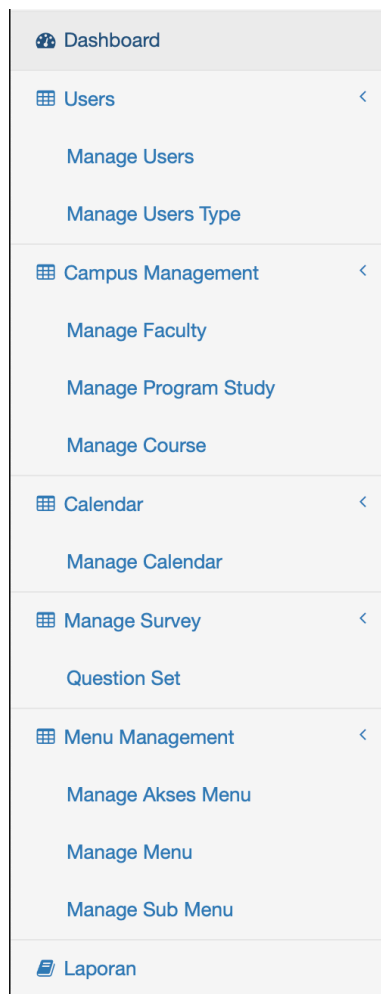 Dashboard
Users
Manage Users
Manage Users Type
Campus Management
Manage Faculty
Manage Program Study
Manage Course
Calendar
Manage Calendar
Manage Survey
Question Set
Menu Management
Manage Akses Menu
Manage Menu
Manage Sub Menu
Laporan